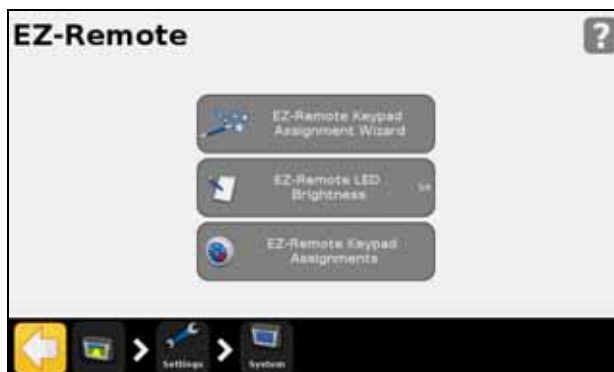 EZ-Remote
?
EZ-Remote Keypad
Assignment Wizard
EZ-Remote LED
Brightness
EZ-Remote Keypad
Assignments
Settings
System